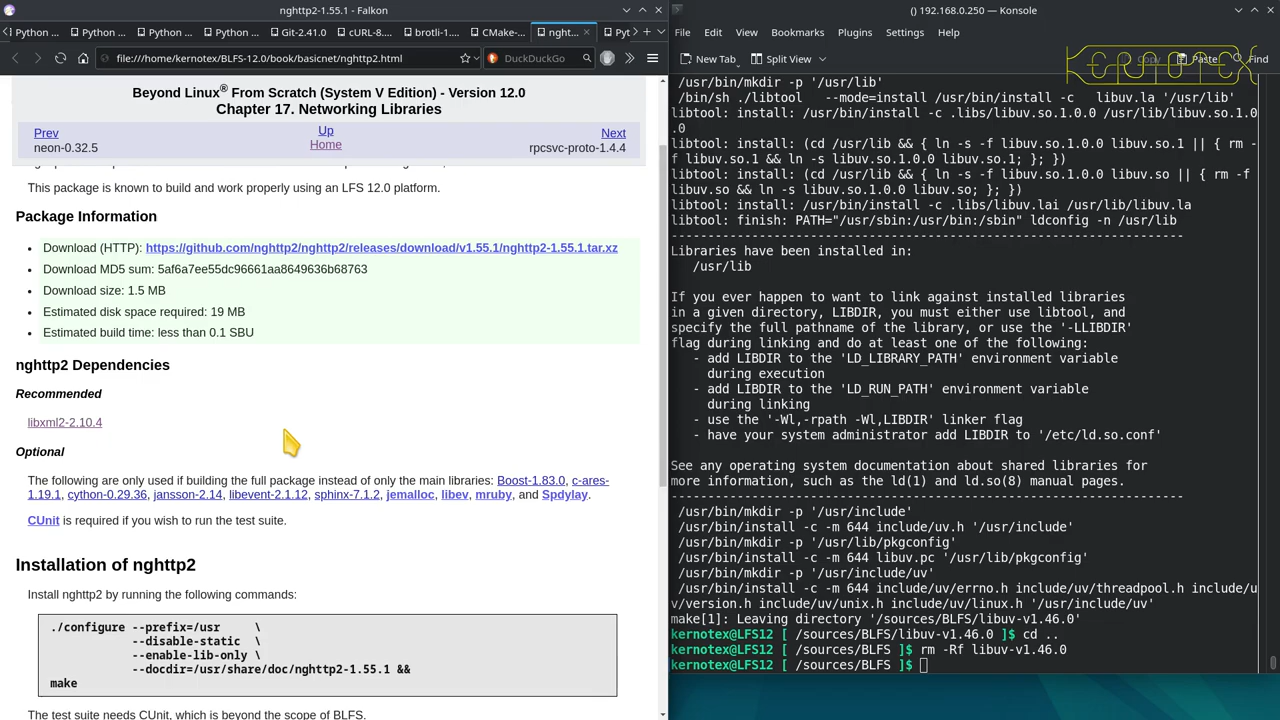 nghttp2-1.55.1 - Falkon
Python ...
Python ...
Python ...
Python ...
Git-2.41.0
cURL-8....
brotli-1....
CMake-...
nght...
Pyt
file:///home/kernotex/BLFS-12.0/book/basicnet/nghttp2.html
DuckDuckGo
Beyond Linux® From Scratch (System V Edition) - Version 12.0
Chapter 17. Networking Libraries
Prev
Up
Next
neon-0.32.5
Home
rpcsvc-proto-1.4.4
This package is known to build and work properly using an LFS 12.0 platform.
Package Information
Download (HTTP): https://github.com/nghttp2/nghttp2/releases/download/v1.55.1/nghttp2-1.55.1.tar.xz
Download MD5 sum: 5af6a7ee55dc96661aa8649636b68763
Download size: 1.5 MB
Estimated disk space required: 19 MB
Estimated build time: less than 0.1 SBU
nghttp2 Dependencies
Recommended
libxml2-2.10.4
Optional
The following are only used if building the full package instead of only the main libraries: Boost-1.83.0, c-ares-
1.19.1, cython-0.29.36, jansson-2.14, libevent-2.1.12, sphinx-7.1.2, jemalloc, libev, mruby, and Spdylay.
CUnit is required if you wish to run the test suite.
Installation of nghttp2
Install nghttp2 by running the following commands:
./configure --prefix=/usr \
--disable-static \
--enable-lib-only \
--docdir=/usr/share/doc/nghttp2-1.55.1 &&
make
The test suite needs CUnit, which is beyond the scope of BLFS.
() 192.168.0.250 — Konsole
File Edit View Bookmarks Plugins Settings Help
New Tab
Split View
Copy
Paste
Find
Kernotex
/usr/bin/mkdir -p '/usr/lib'
/bin/sh ./libtool --mode=install /usr/bin/install -c libuv.la '/usr/lib'
libtool: install: /usr/bin/install -c .libs/libuv.so.1.0.0 /usr/lib/libuv.so.1.0
.0
libtool: install: (cd /usr/lib && { ln -s -f libuv.so.1.0.0 libuv.so.1 || { rm -
f libuv.so.1 && ln -s libuv.so.1.0.0 libuv.so.1; }; })
libtool: install: (cd /usr/lib && { ln -s -f libuv.so.1.0.0 libuv.so || { rm -f
libuv.so && ln -s libuv.so.1.0.0 libuv.so; }; })
libtool: install: /usr/bin/install -c .libs/libuv.lai /usr/lib/libuv.la
libtool: finish: PATH="/usr/sbin:/usr/bin:/sbin" ldconfig -n /usr/lib
----------------------------------------------------------------------
Libraries have been installed in:
/usr/lib
If you ever happen to want to link against installed libraries
in a given directory, LIBDIR, you must either use libtool, and
specify the full pathname of the library, or use the '-LLIBDIR'
flag during linking and do at least one of the following:
- add LIBDIR to the 'LD_LIBRARY_PATH' environment variable
during execution
- add LIBDIR to the 'LD_RUN_PATH' environment variable
during linking
- use the '-Wl,-rpath -Wl,LIBDIR' linker flag
- have your system administrator add LIBDIR to '/etc/ld.so.conf'
See any operating system documentation about shared libraries for
more information, such as the ld(1) and ld.so(8) manual pages.
----------------------------------------------------------------------
/usr/bin/mkdir -p '/usr/include'
/usr/bin/install -c -m 644 include/uv.h '/usr/include'
/usr/bin/mkdir -p '/usr/lib/pkgconfig'
/usr/bin/install -c -m 644 libuv.pc '/usr/lib/pkgconfig'
/usr/bin/mkdir -p '/usr/include/uv'
/usr/bin/install -c -m 644 include/uv/errno.h include/uv/threadpool.h include/u
v/version.h include/uv/unix.h include/uv/linux.h '/usr/include/uv'
make[1]: Leaving directory '/sources/BLFS/libuv-v1.46.0'
kernotex@LFS12 [ /sources/BLFS/libuv-v1.46.0 ]$ cd ..
kernotex@LFS12 [ /sources/BLFS ]$ rm -Rf libuv-v1.46.0
kernotex@LFS12 [ /sources/BLFS ]$